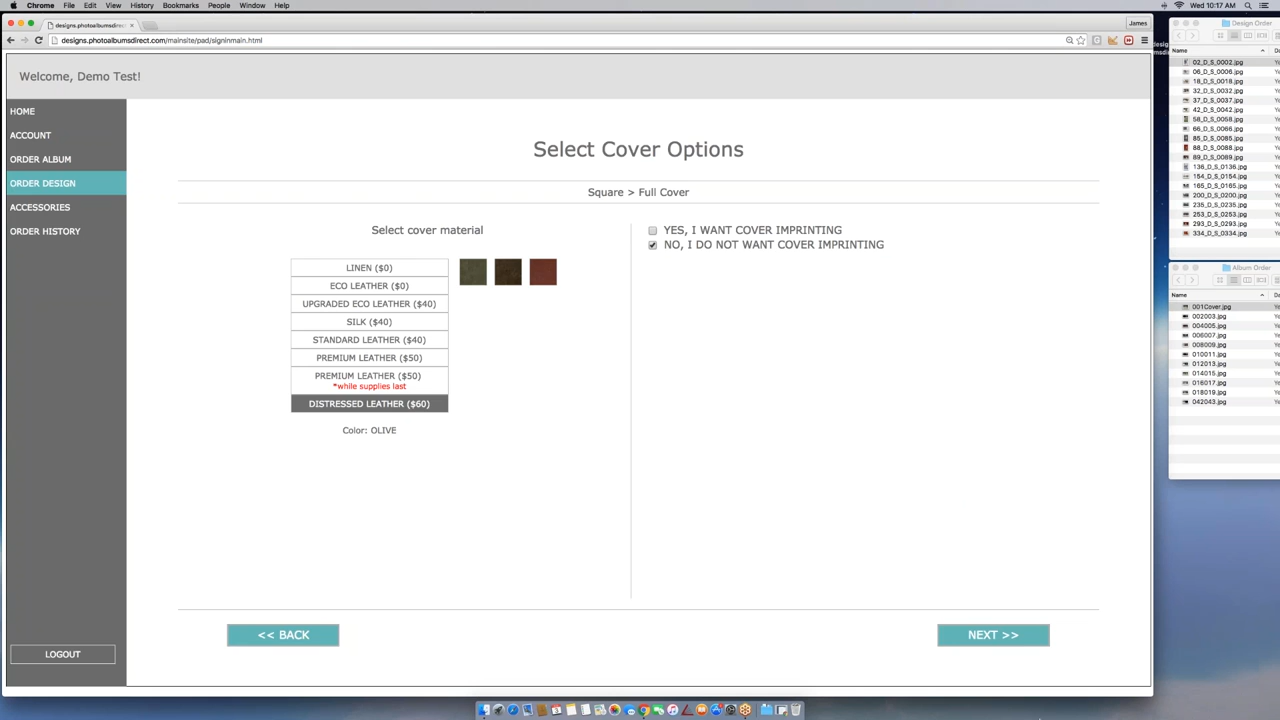 Chrome File Edit View History Bookmarks People Window Help
Wed 10:17 AM
designs.photoalbumsdirect
James
designs.photoalbumsdirect.com/mainsite/pad/signinmain.html
Welcome, Demo Test!
HOME
ACCOUNT
ORDER ALBUM
ORDER DESIGN
ACCESSORIES
ORDER HISTORY
LOGOUT
Select Cover Options
Square > Full Cover
Select cover material
LINEN ($0)
ECO LEATHER ($0)
UPGRADED ECO LEATHER ($40)
SILK ($40)
STANDARD LEATHER ($40)
PREMIUM LEATHER ($50)
PREMIUM LEATHER ($50)
*while supplies last
DISTRESSED LEATHER ($60)
Color: OLIVE
YES, I WANT COVER IMPRINTING
NO, I DO NOT WANT COVER IMPRINTING
<< BACK
NEXT >>
Design Order
Name
02_D_S_0002.jpg
06_D_S_0006.jpg
18_D_S_0018.jpg
32_D_S_0032.jpg
37_D_S_0037.jpg
42_D_S_0042.jpg
58_D_S_0058.jpg
66_D_S_0066.jpg
85_D_S_0085.jpg
88_D_S_0088.jpg
89_D_S_0089.jpg
136_D_S_0136.jpg
154_D_S_0154.jpg
165_D_S_0165.jpg
200_D_S_0200.jpg
235_D_S_0235.jpg
253_D_S_0253.jpg
293_D_S_0293.jpg
334_D_S_0334.jpg
Album Order
Name
001Cover.jpg
002003.jpg
004005.jpg
006007.jpg
008009.jpg
010011.jpg
012013.jpg
014015.jpg
016017.jpg
018019.jpg
042043.jpg